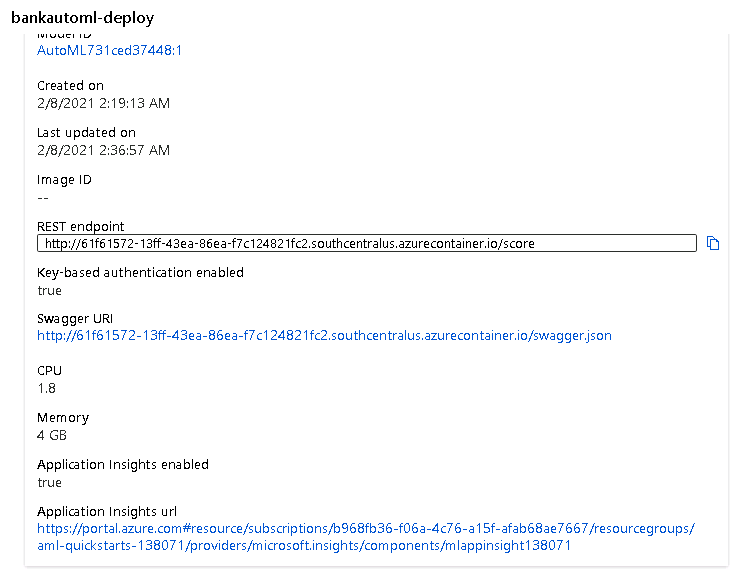 bankautoml-deploy
Model ID
AutoML731ced37448:1
Created on
2/8/2021 2:19:13 AM
Last updated on
2/8/2021 2:36:57 AM
Image ID
--
REST endpoint
http://61f61572-13ff-43ea-86ea-f7c124821fc2.southcentralus.azurecontainer.io/score
Key-based authentication enabled
true
Swagger URI
http://61f61572-13ff-43ea-86ea-f7c124821fc2.southcentralus.azurecontainer.io/swagger.json
CPU
1.8
Memory
4 GB
Application Insights enabled
true
Application Insights url
https://portal.azure.com#resource/subscriptions/b968fb36-f06a-4c76-a15f-afab68ae7667/resourcegroups/
aml-quickstarts-138071/providers/microsoft.insights/components/mlappinsight138071